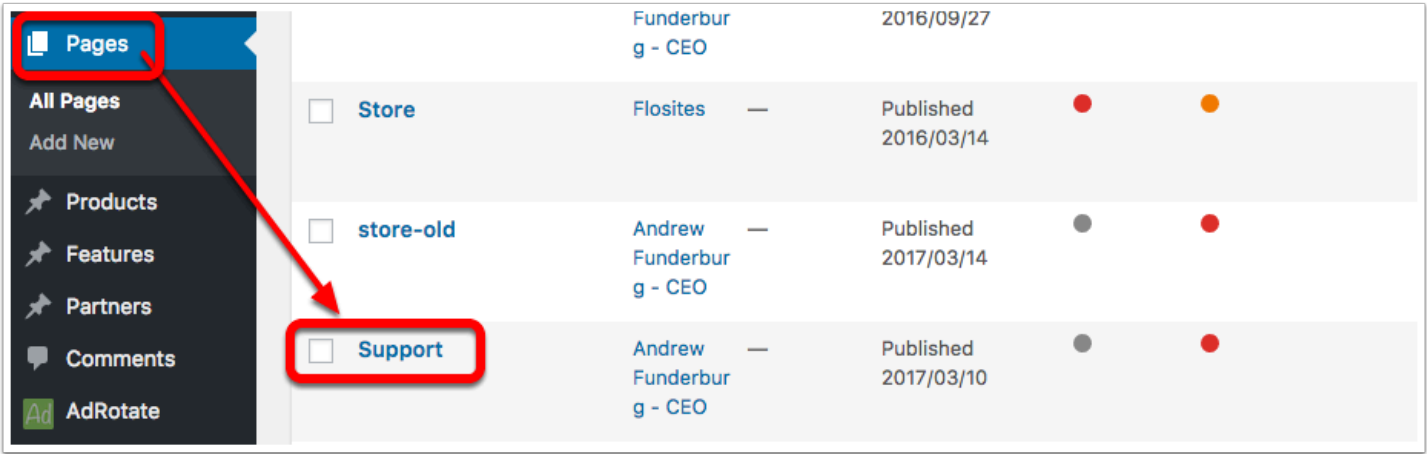 Pages
All Pages
Add New
Products
Features
Partners
Comments
Ad AdRotate
Funderbur 2016/09/27
g - CEO
Store Flosites — Published
2016/03/14
store-old Andrew — Published
Funderbur 2017/03/14
g - CEO
Support Andrew — Published
Funderbur 2017/03/10
g - CEO